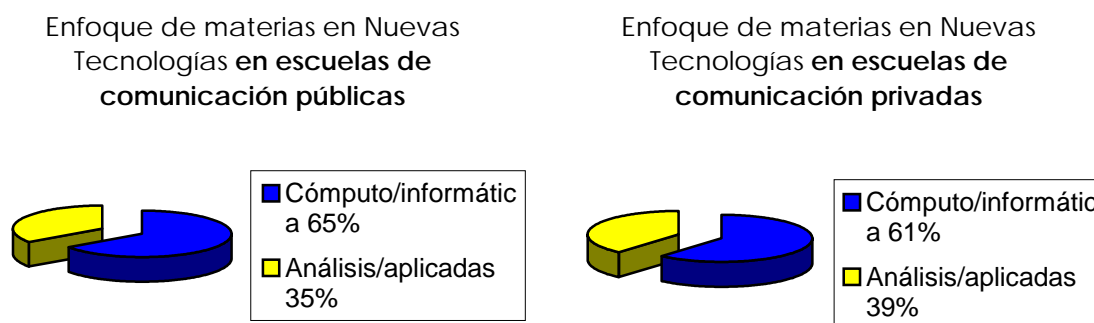 Enfoque de materias en Nuevas
Tecnologías en escuelas de
comunicación públicas
Cómputo/informátic
a 65%
Análisis/aplicadas
35%
Enfoque de materias en Nuevas
Tecnologías en escuelas de
comunicación privadas
Cómputo/informátic
a 61%
Análisis/aplicadas
39%